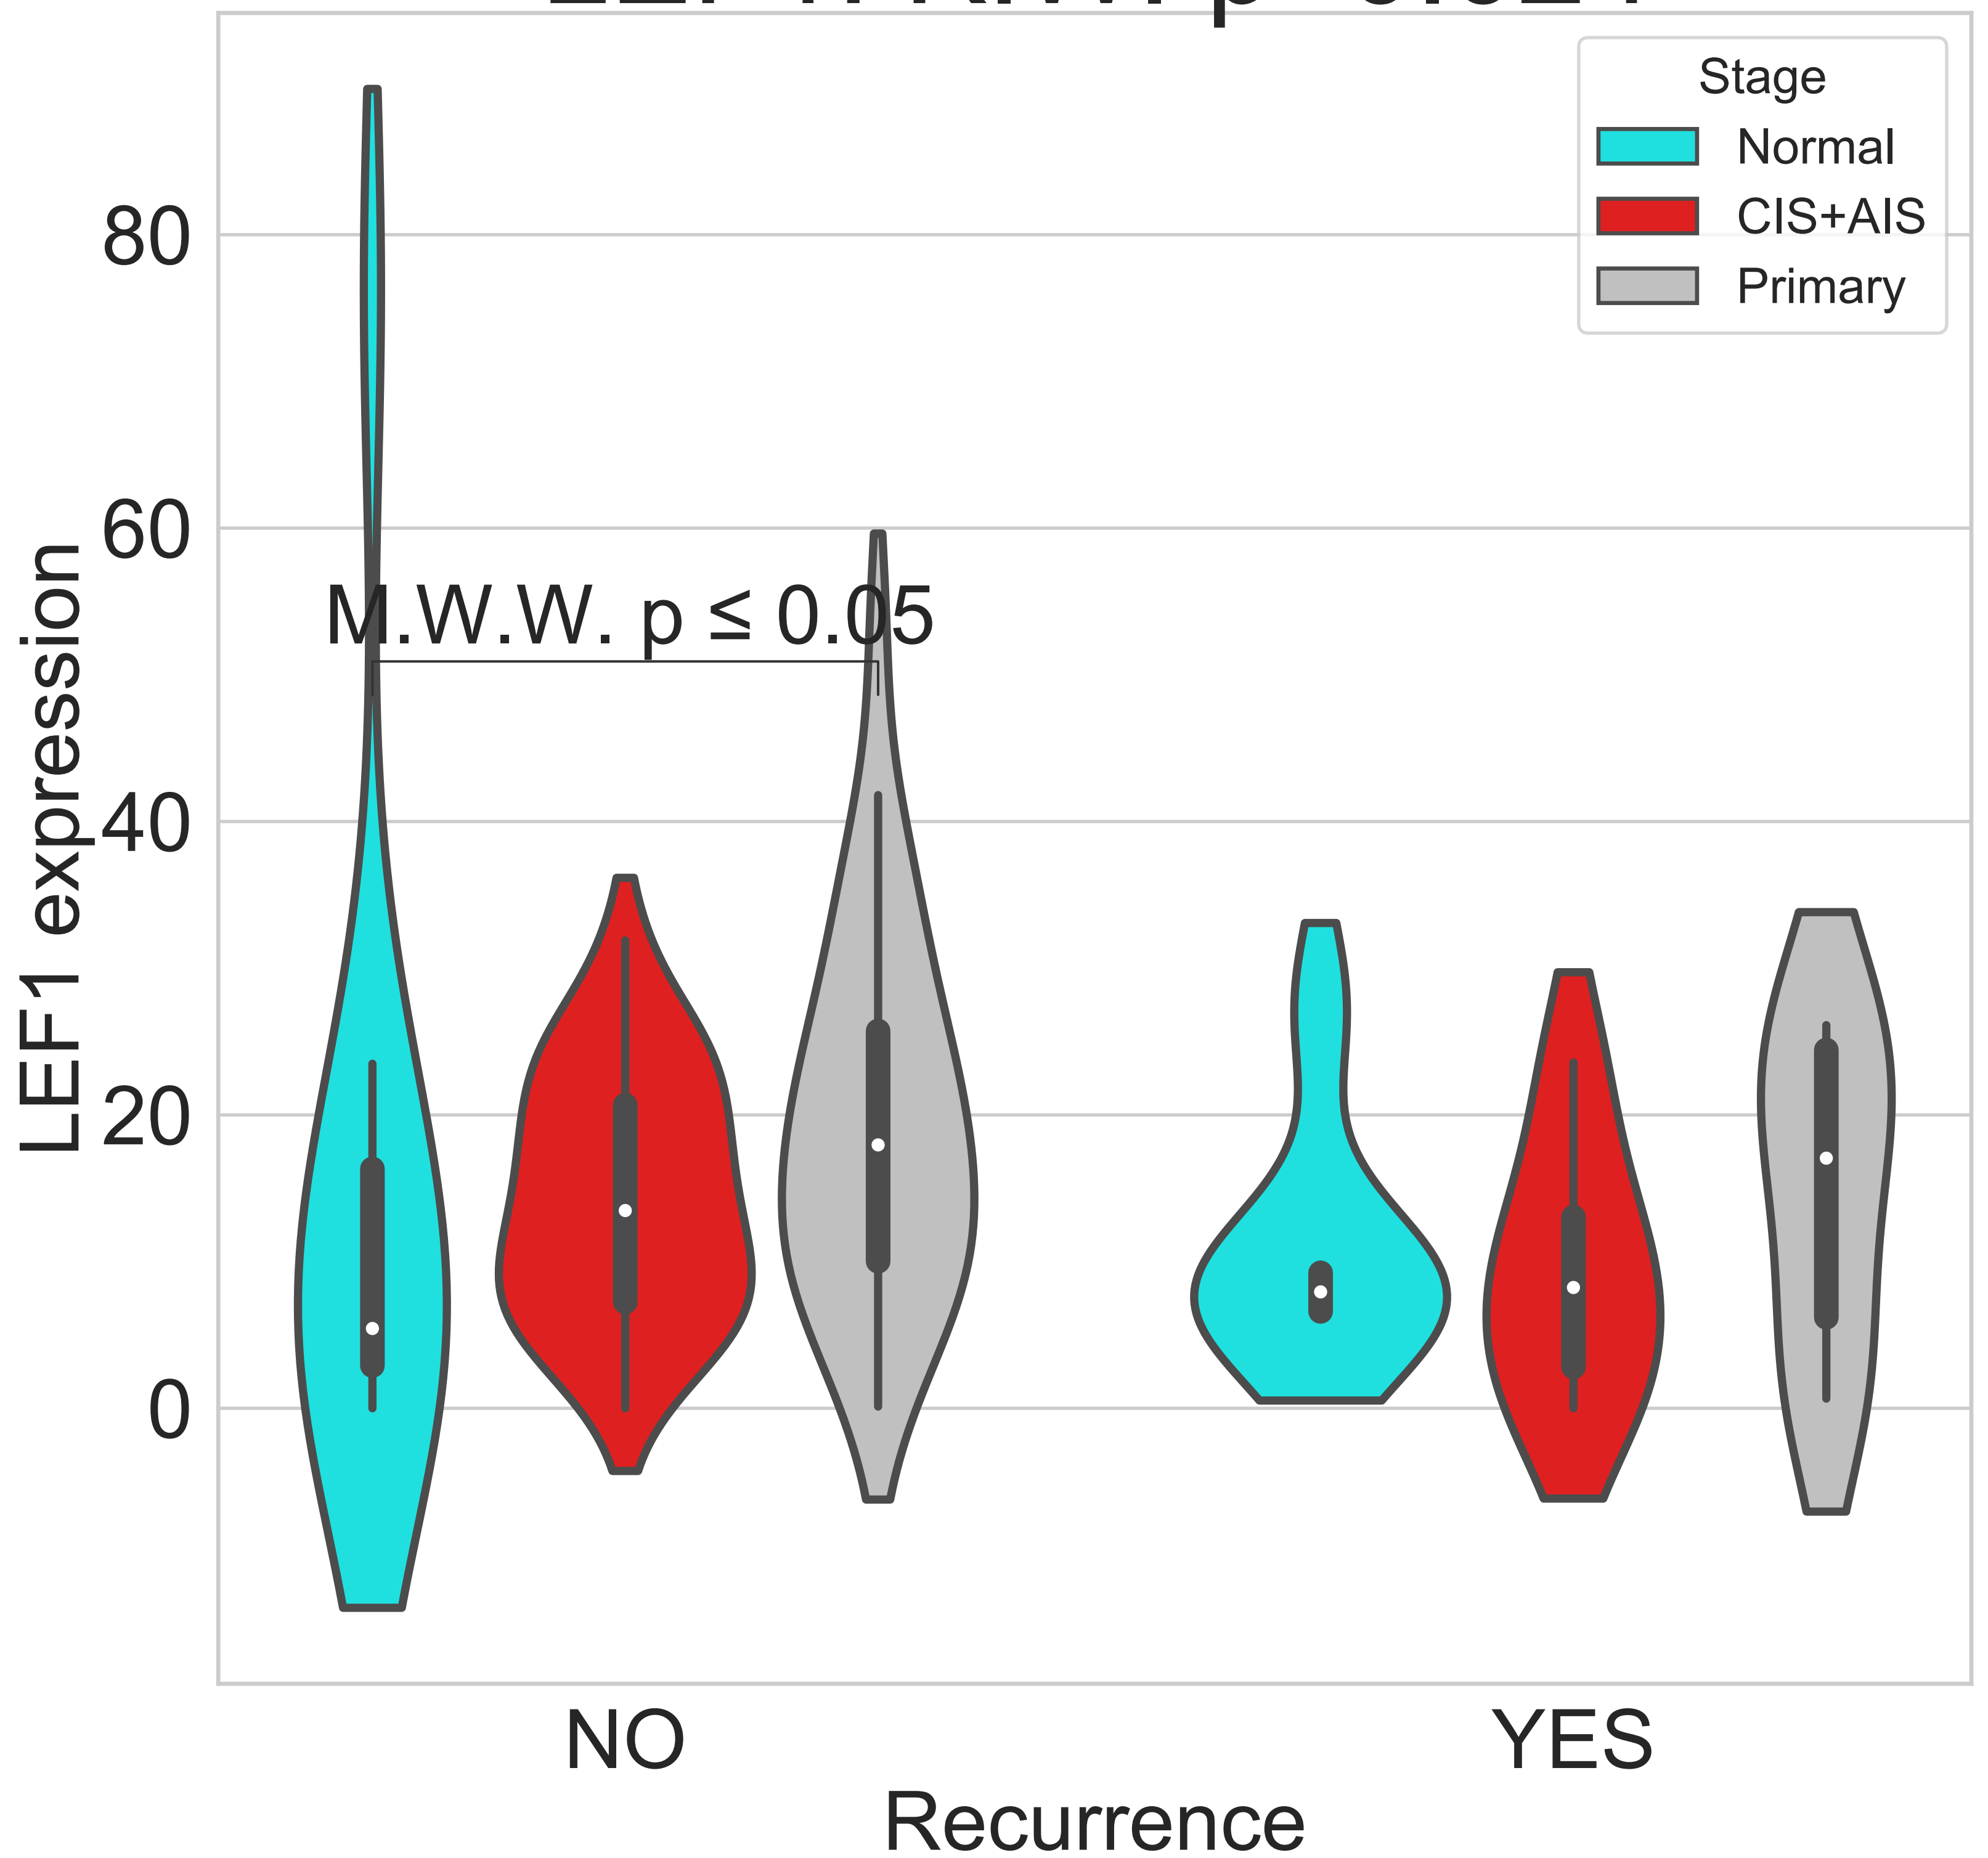 Stage
Normal
CIS+AIS
Primary
80
60
40
20
0
LEF1 expression
M.W.W. p ≤ 0.05
NO
YES
Recurrence